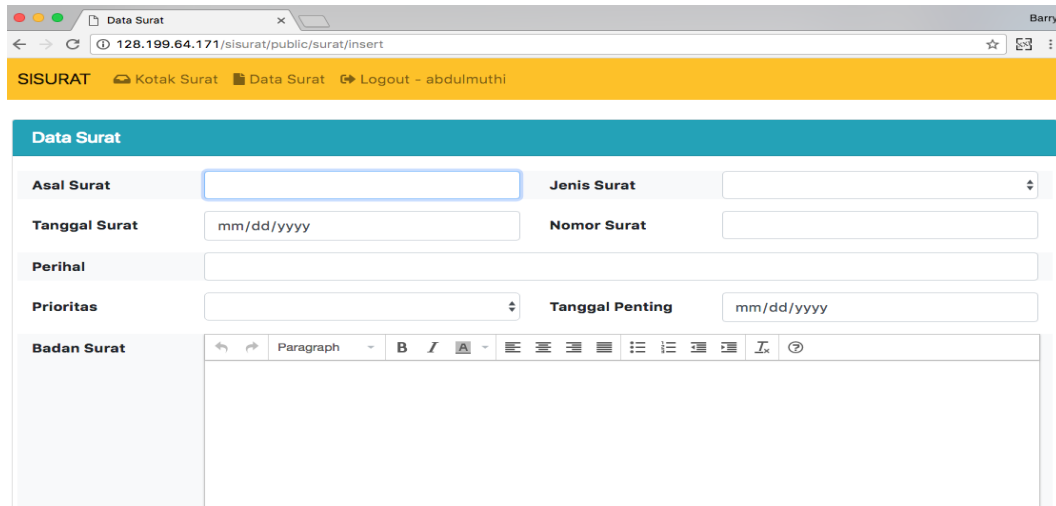 Data Surat
Barry
128.199.64.171/sisurat/public/surat/insert
SISURAT Kotak Surat Data Surat Logout - abdulmuthi
Data Surat
Asal Surat Jenis Surat
Tanggal Surat mm/dd/yyyy Nomor Surat
Perihal
Prioritas Tanggal Penting mm/dd/yyyy
Badan Surat Paragraph B I A